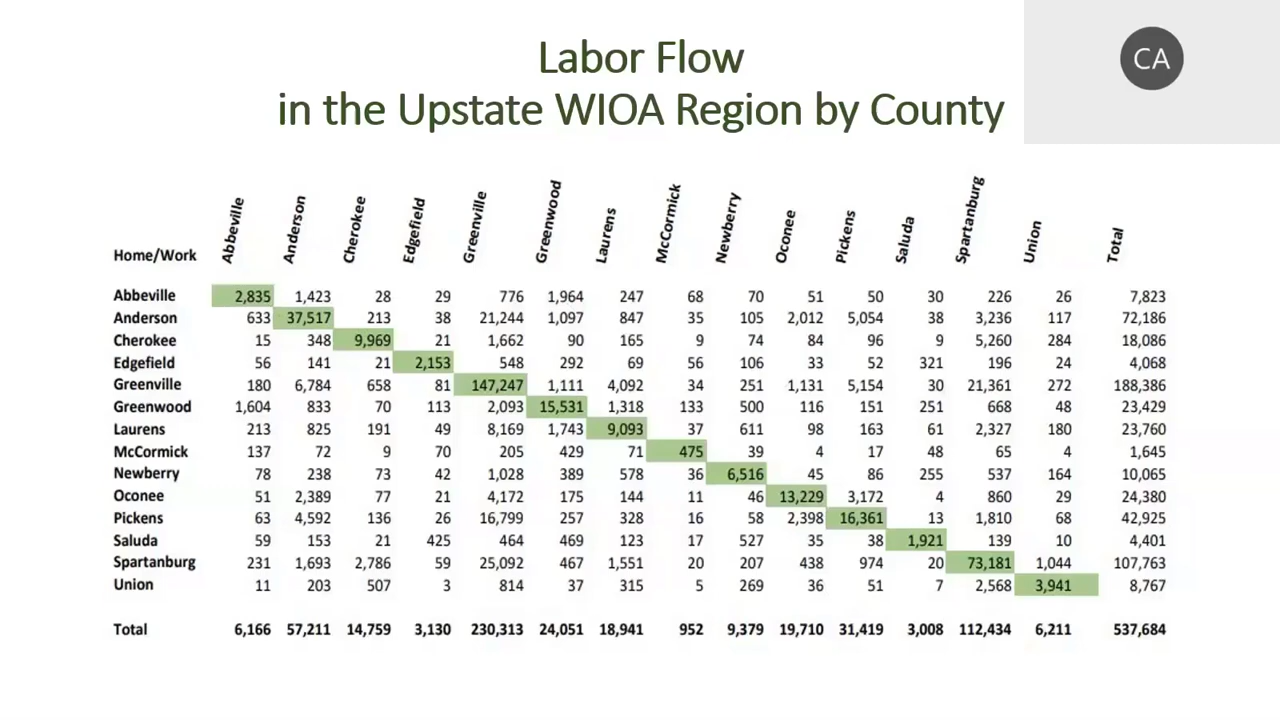 Labor Flow
in the Upstate WIOA Region by County
CA
Home/Work Abbeville Anderson Cherokee Edgefield Greenville Greenwood Laurens McCormick Newberry Oconee Pickens Saluda Spartanburg Union Total
Abbeville 2,835 1,423 28 29 776 1,964 247 68 70 51 50 30 226 26 7,823
Anderson 633 37,517 213 38 21,244 1,097 847 35 105 2,012 5,054 38 3,236 117 72,186
Cherokee 15 348 9,969 21 1,662 90 165 9 74 84 96 9 5,260 284 18,086
Edgefield 56 141 21 2,153 548 292 69 56 106 33 52 321 196 24 4,068
Greenville 180 6,784 658 81 147,247 1,111 4,092 34 251 1,131 5,154 30 21,361 272 188,386
Greenwood 1,604 833 70 113 2,093 15,531 1,318 133 500 116 151 251 668 48 23,429
Laurens 213 825 191 49 8,169 1,743 9,093 37 611 98 163 61 2,327 180 23,760
McCormick 137 72 9 70 205 429 71 475 39 4 17 48 65 4 1,645
Newberry 78 238 73 42 1,028 389 578 36 6,516 45 86 255 537 164 10,065
Oconee 51 2,389 77 21 4,172 175 144 11 46 13,229 3,172 4 860 29 24,380
Pickens 63 4,592 136 26 16,799 257 328 16 58 2,398 16,361 13 1,810 68 42,925
Saluda 59 153 21 425 464 469 123 17 527 35 38 1,921 139 10 4,401
Spartanburg 231 1,693 2,786 59 25,092 467 1,551 20 207 438 974 20 73,181 1,044 107,763
Union 11 203 507 3 814 37 315 5 269 36 51 7 2,568 3,941 8,767
Total 6,166 57,211 14,759 3,130 230,313 24,051 18,941 952 9,379 19,710 31,419 3,008 112,434 6,211 537,684